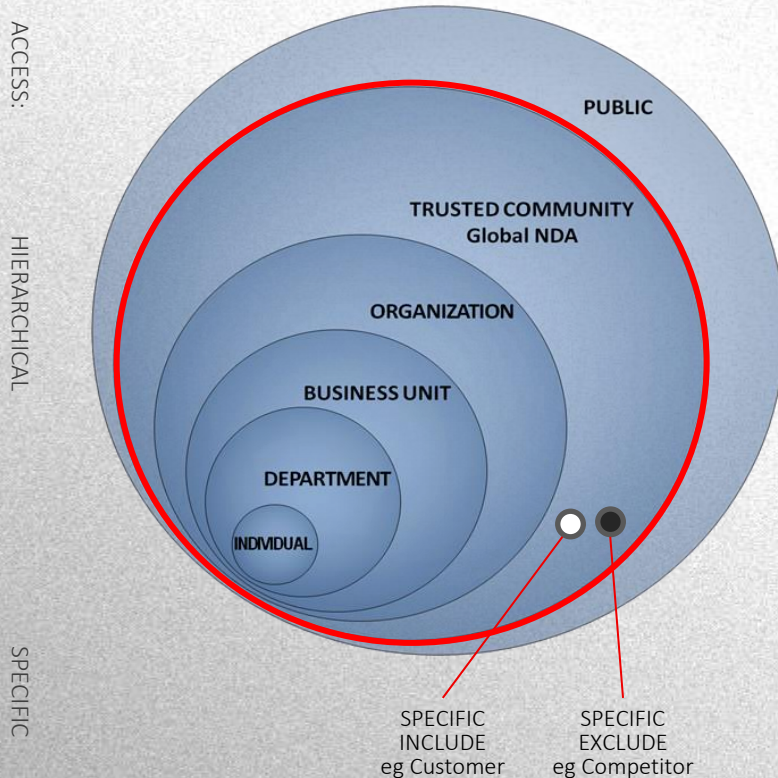 ACCESS:
HIERARCHICAL
SPECIFIC
PUBLIC
TRUSTED COMMUNITY
Global NDA
ORGANIZATION
BUSINESS UNIT
DEPARTMENT
INDIVIDUAL
SPECIFIC
INCLUDE
eg Customer
SPECIFIC
EXCLUDE
eg Competitor